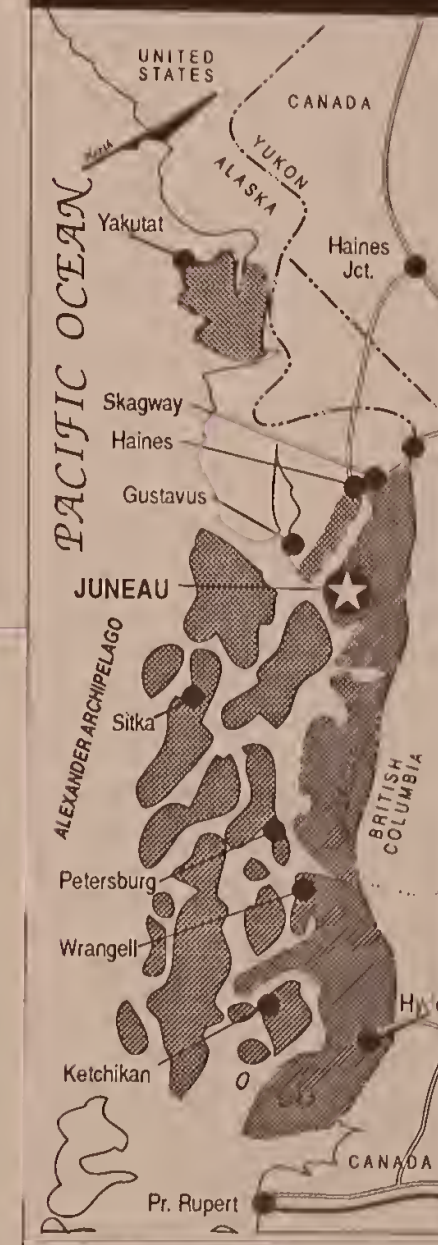 UNITED
STATES
CANADA
YUKON
ALASKA
PACIFIC OCEAN
Yakutat
Haines
Jct.
Skagway
Haines
Gustavus
JUNEAU
ALEXANDER ARCHIPELAGO
Sitka
BRITISH
COLUMBIA
Petersburg
Wrangell
Ketchikan
CANADA
Pr. Rupert